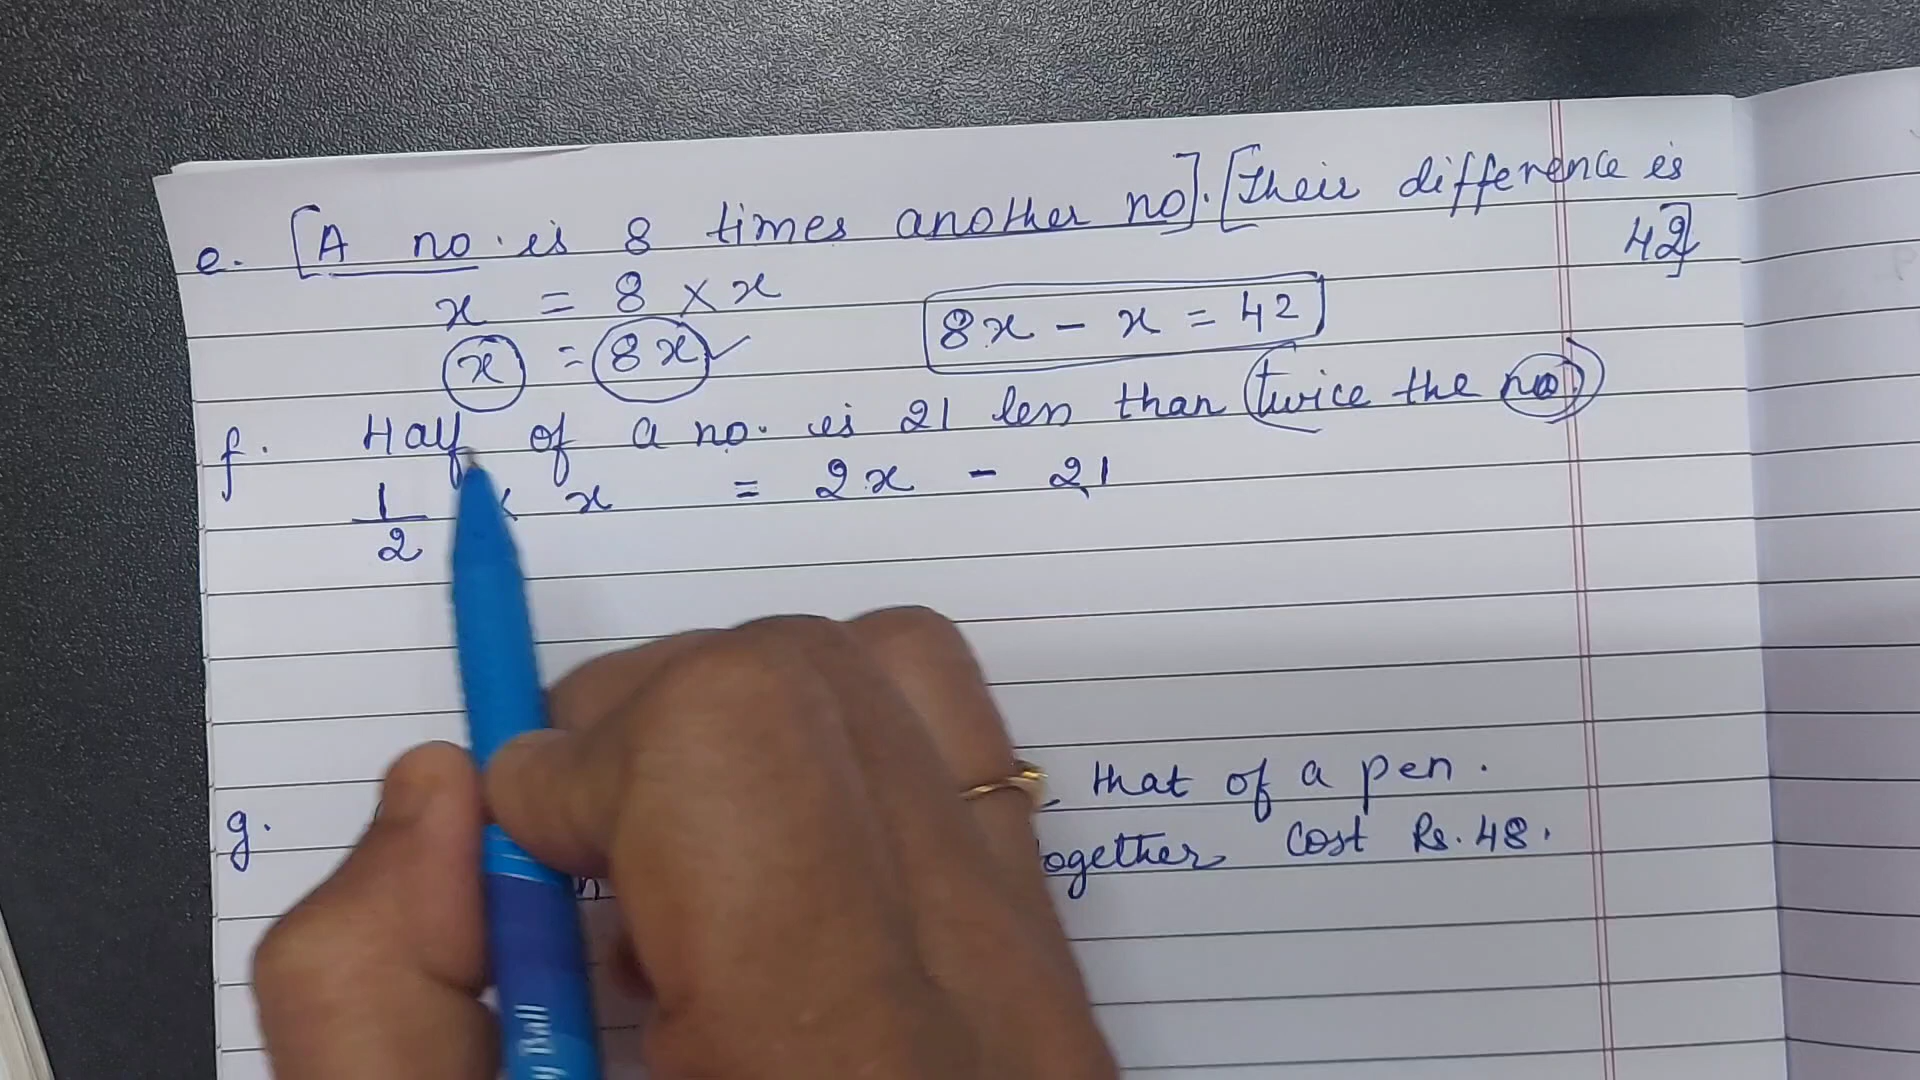 e. [A no. is 8 times another no]. [Their difference is
42]
x = 8 × x
x = 8x ✓
8x - x = 42
f. Half of a no. is 21 less than twice the no.
1/2 × x = 2x - 21
g. that of a pen.
together cost Rs. 48.
Ball